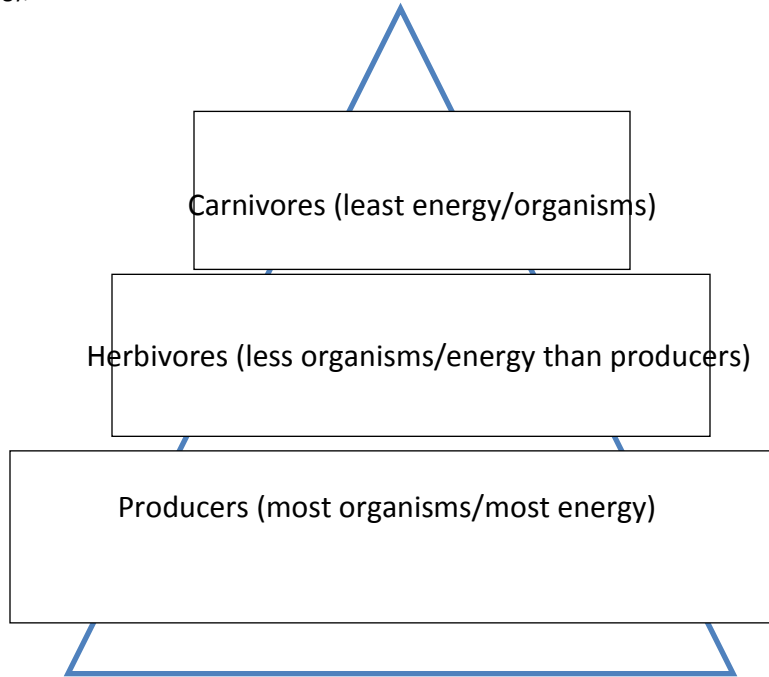 Carnivores (least energy/organisms)
Herbivores (less organisms/energy than producers)
Producers (most organisms/most energy)